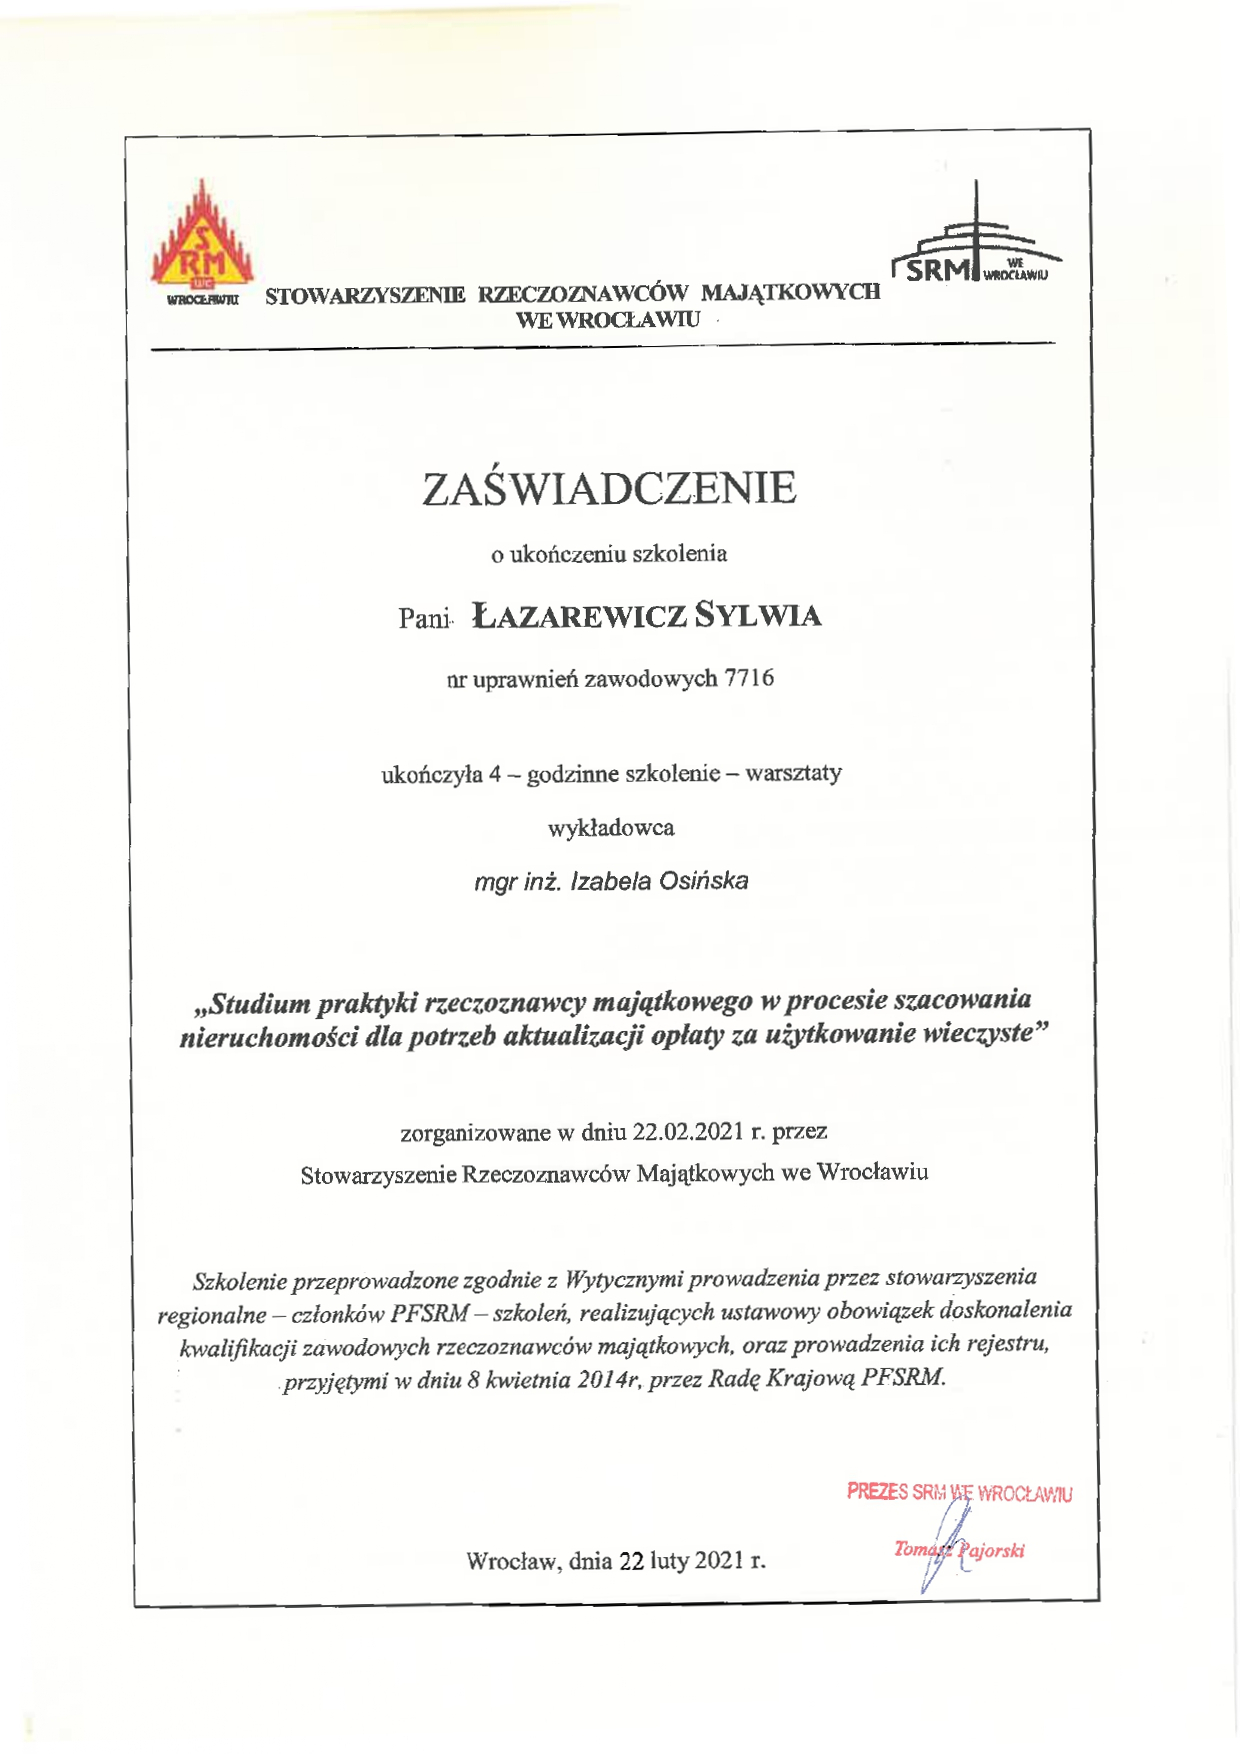 S
RM
WE
WROCŁAWIU
SRM WE WROCŁAWIU
STOWARZYSZENIE RZECZOZNAWCÓW MAJĄTKOWYCH
WE WROCŁAWIU
ZAŚWIADCZENIE
o ukończeniu szkolenia
Pani ŁAZAREWICZ SYLWIA
nr uprawnień zawodowych 7716
ukończyła 4 – godzinne szkolenie – warsztaty
wykładowca
mgr inż. Izabela Osińska
„Studium praktyki rzeczoznawcy majątkowego w procesie szacowania
nieruchomości dla potrzeb aktualizacji opłaty za użytkowanie wieczyste”
zorganizowane w dniu 22.02.2021 r. przez
Stowarzyszenie Rzeczoznawców Majątkowych we Wrocławiu
Szkolenie przeprowadzone zgodnie z Wytycznymi prowadzenia przez stowarzyszenia
regionalne – członków PFSRM – szkoleń, realizujących ustawowy obowiązek doskonalenia
kwalifikacji zawodowych rzeczoznawców majątkowych, oraz prowadzenia ich rejestru,
przyjętymi w dniu 8 kwietnia 2014r, przez Radę Krajową PFSRM.
PREZES SRM WE WROCŁAWIU
Tomasz Pajorski
Wrocław, dnia 22 luty 2021 r.